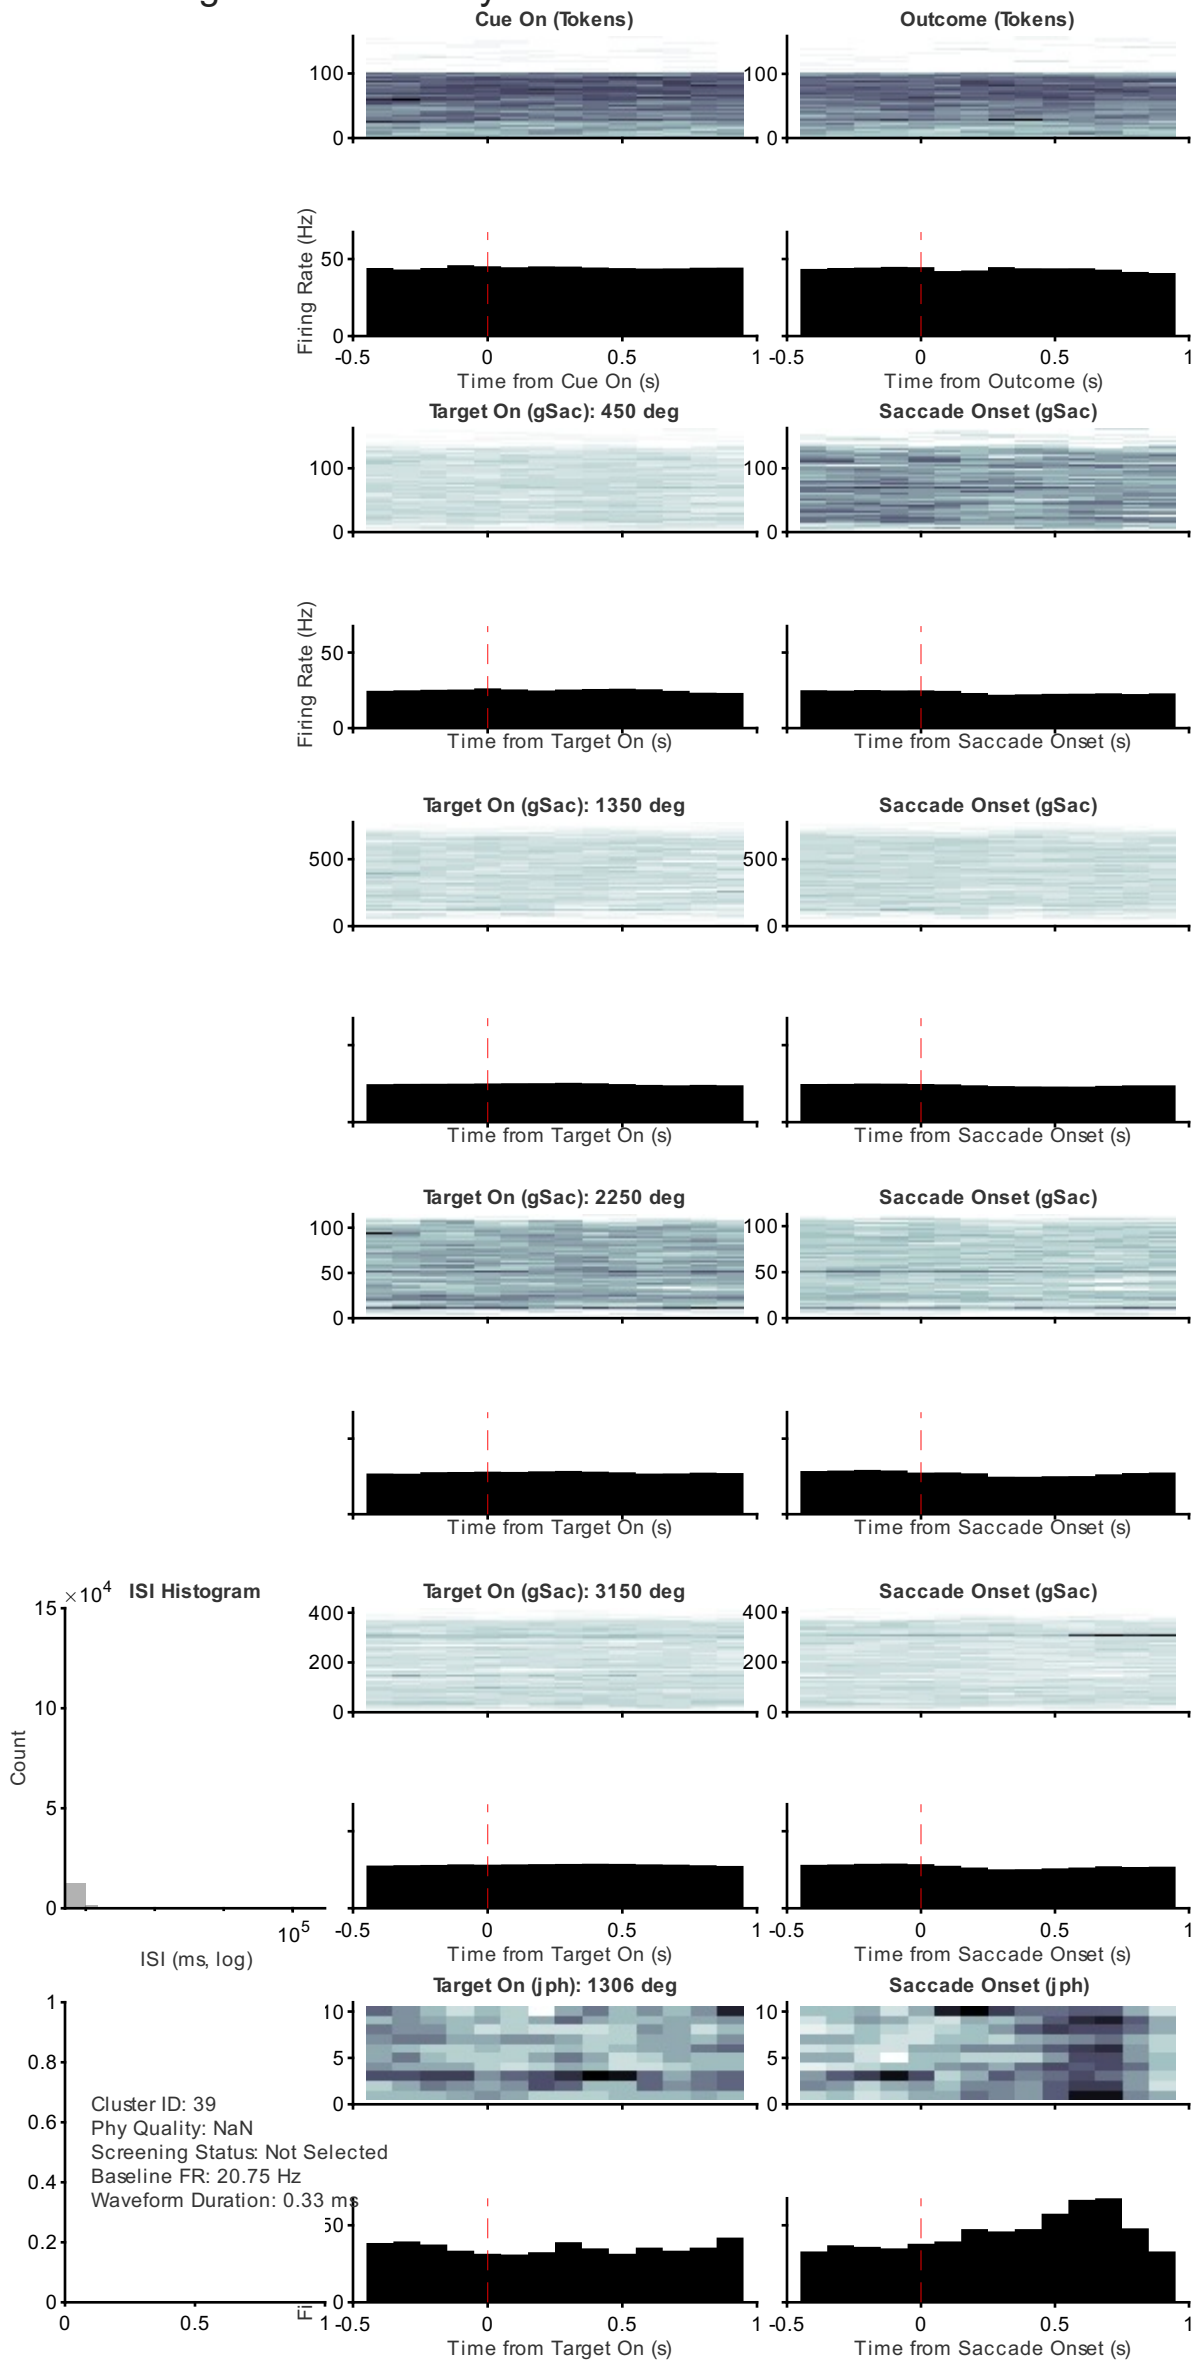 Cue On (Tokens)
Outcome (Tokens)
100
0
100
0
Firing Rate (Hz)
50
0
-0.5 0 0.5 1
Time from Cue On (s)
-0.5 0 0.5 1
Time from Outcome (s)
Target On (gSac): 450 deg
Saccade Onset (gSac)
100
0
100
0
Firing Rate (Hz)
50
0
Time from Target On (s)
Time from Saccade Onset (s)
Target On (gSac): 1350 deg
Saccade Onset (gSac)
500
0
500
0
Time from Target On (s)
Time from Saccade Onset (s)
Target On (gSac): 2250 deg
Saccade Onset (gSac)
100
50
0
100
50
0
Time from Target On (s)
Time from Saccade Onset (s)
×10⁴
ISI Histogram
15
10
5
0
Count
10⁵
ISI (ms, log)
Target On (gSac): 3150 deg
Saccade Onset (gSac)
400
200
0
400
200
0
-0.5 0 0.5 1
Time from Target On (s)
-0.5 0 0.5 1
Time from Saccade Onset (s)
Target On (jph): 1306 deg
Saccade Onset (jph)
10
5
0
10
5
0
1
0.8
0.6
0.4
0.2
0
0 0.5 1
Cluster ID: 39
Phy Quality: NaN
Screening Status: Not Selected
Baseline FR: 20.75 Hz
Waveform Duration: 0.33 ms
Fi
50
0
-0.5 0 0.5 1
Time from Target On (s)
-0.5 0 0.5 1
Time from Saccade Onset (s)